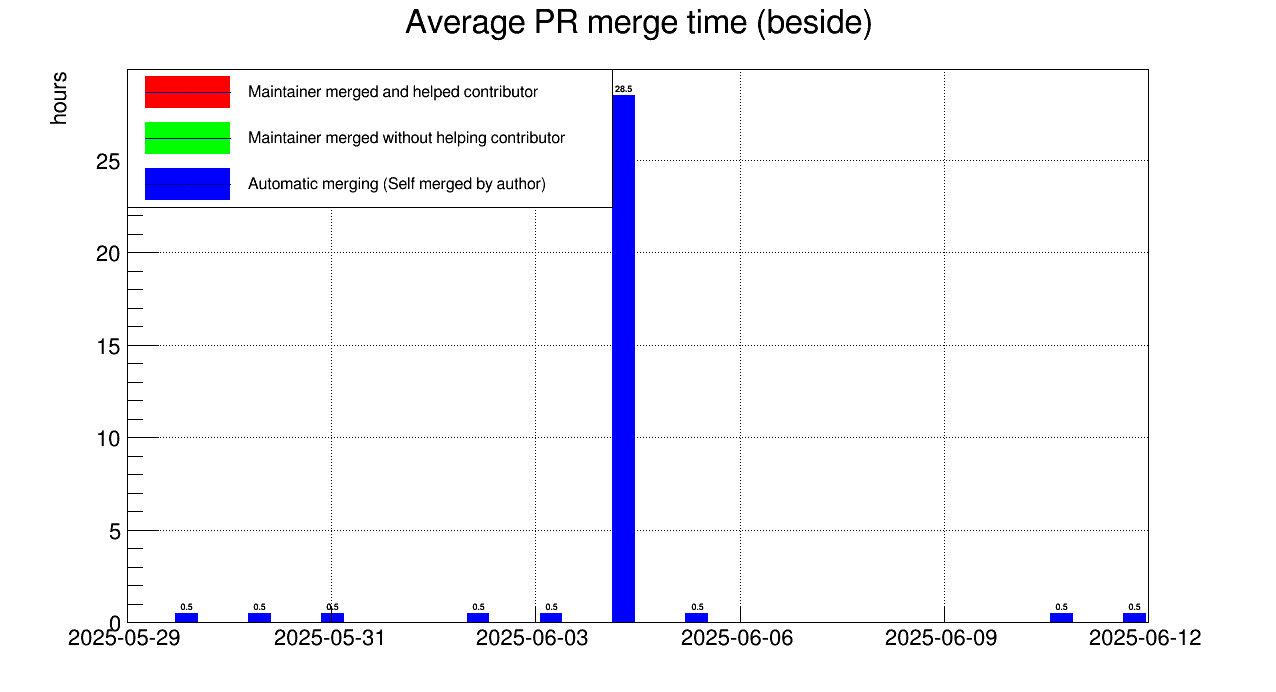 Average PR merge time (beside)
hours
Maintainer merged and helped contributor
Maintainer merged without helping contributor
Automatic merging (Self merged by author)
28.5
25
20
15
10
5
0
0.5 0.5 0.5 0.5 0.5 0.5 0.5 0.5
2025-05-29 2025-05-31 2025-06-03 2025-06-06 2025-06-09 2025-06-12